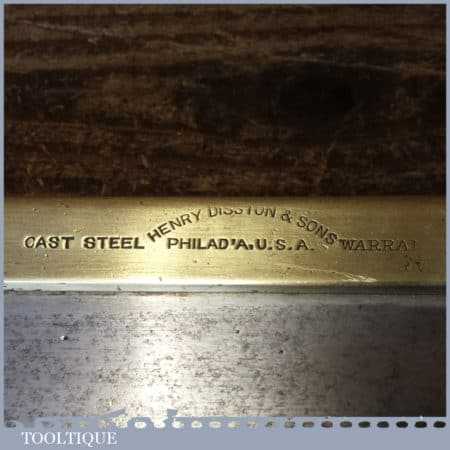 HENRY DISSTON & SONS
CAST STEEL PHILAD'A.U.S.A. WARRA
TOOLTIQUE